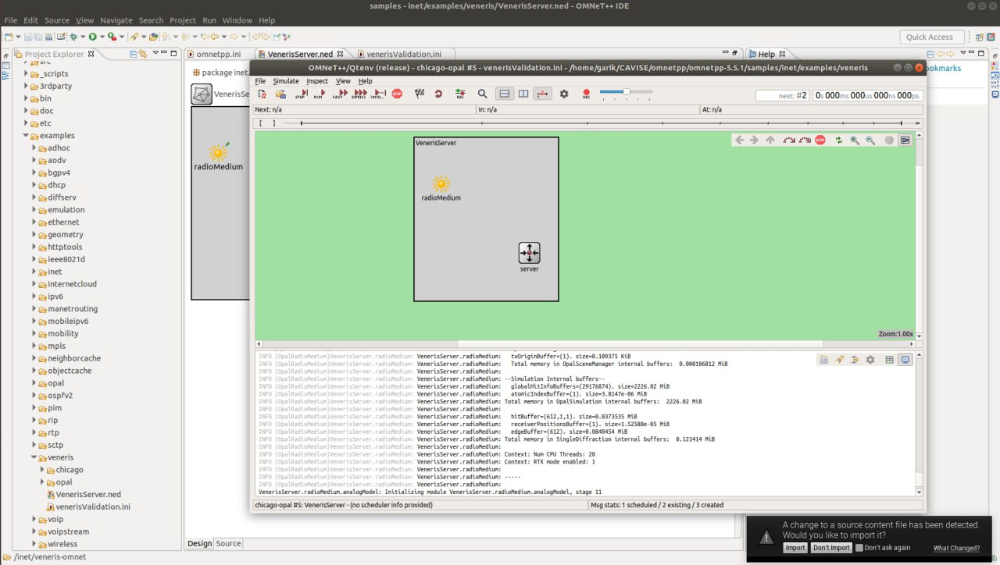 samples - inet/examples/veneris/VenerisServer.ned - OMNeT++ IDE
File Edit Source View Navigate Search Project Run Window Help
Quick Access
Project Explorer
omnetpp.ini
VenerisServer.ned
venerisValidation.ini
Help
src
_scripts
3rdparty
bin
doc
etc
examples
adhoc
aodv
bgpv4
dhcp
diffserv
emulation
ethernet
geometry
httptools
ieee8021d
inet
internetcloud
ipv6
manetrouting
mobileipv6
mobility
mpls
neighborcache
objectcache
opal
ospfv2
pim
rip
rtp
sctp
veneris
chicago
opal
VenerisServer.ned
venerisValidation.ini
voip
voipstream
wireless
/inet/veneris-omnet
package inet.
VenerisSe
radioMedium
Design Source
ookmarks
OMNeT++/Qtenv (release) - chicago-opal #5 - venerisValidation.ini - /home/garik/CAVISE/omnetpp/omnetpp-5.5.1/samples/inet/examples/veneris
File Simulate Inspect View Help
STEP RUN FAST EXPRESS UNTIL... STOP REC REC
next: #2
0s 000ms 000us 000ns 000ps
Next: n/a
In: n/a
At: n/a
STOP
VenerisServer
radioMedium
server
Zoom:1.00x
INFO (OpalRadioMedium)VenerisServer.radioMedium: VenerisServer.radioMedium: txOriginBuffer=(1). size=0.109375 KiB
INFO (OpalRadioMedium)VenerisServer.radioMedium: VenerisServer.radioMedium: Total memory in OpalSceneManager internal buffers: 0.000106812 MiB
INFO (OpalRadioMedium)VenerisServer.radioMedium: VenerisServer.radioMedium:
INFO (OpalRadioMedium)VenerisServer.radioMedium: VenerisServer.radioMedium: --Simulation Internal buffers--
INFO (OpalRadioMedium)VenerisServer.radioMedium: VenerisServer.radioMedium: globalHitInfoBuffers=(29176874). size=2226.02 MiB
INFO (OpalRadioMedium)VenerisServer.radioMedium: VenerisServer.radioMedium: atomicIndexBuffer=(1). size=3.8147e-06 MiB
INFO (OpalRadioMedium)VenerisServer.radioMedium: VenerisServer.radioMedium: Total memory in OpalSimulation internal buffers: 2226.02 MiB
INFO (OpalRadioMedium)VenerisServer.radioMedium: VenerisServer.radioMedium:
INFO (OpalRadioMedium)VenerisServer.radioMedium: VenerisServer.radioMedium: hitBuffer=(612,1,1). size=0.0373535 MiB
INFO (OpalRadioMedium)VenerisServer.radioMedium: VenerisServer.radioMedium: receiverPositionsBuffer=(1). size=1.52588e-05 MiB
INFO (OpalRadioMedium)VenerisServer.radioMedium: VenerisServer.radioMedium: edgeBuffer=(612). size=0.0840454 MiB
INFO (OpalRadioMedium)VenerisServer.radioMedium: VenerisServer.radioMedium: Total memory in SingleDiffraction internal buffers: 0.121414 MiB
INFO (OpalRadioMedium)VenerisServer.radioMedium: VenerisServer.radioMedium:
INFO (OpalRadioMedium)VenerisServer.radioMedium: VenerisServer.radioMedium: Context: Num CPU Threads: 20
INFO (OpalRadioMedium)VenerisServer.radioMedium: VenerisServer.radioMedium: Context: RTX mode enabled: 1
INFO (OpalRadioMedium)VenerisServer.radioMedium: VenerisServer.radioMedium:
INFO (OpalRadioMedium)VenerisServer.radioMedium: VenerisServer.radioMedium: -----
INFO (OpalRadioMedium)VenerisServer.radioMedium: VenerisServer.radioMedium:
VenerisServer.radioMedium.analogModel: Initializing module VenerisServer.radioMedium.analogModel, stage 11
chicago-opal #5: VenerisServer - (no scheduler info provided)
Msg stats: 1 scheduled / 2 existing / 3 created
A change to a source content file has been detected.
Would you like to import it?
Import Don't Import Don't ask again What Changed?